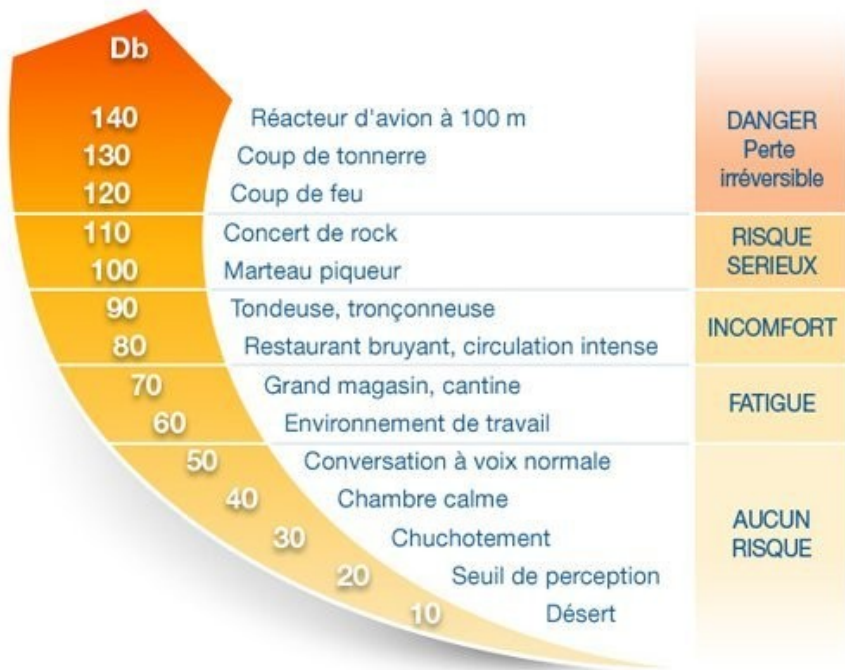 Db
140 Réacteur d'avion à 100 m
130 Coup de tonnerre
120 Coup de feu
DANGER
Perte
irréversible
110 Concert de rock
100 Marteau piqueur
RISQUE
SERIEUX
90 Tondeuse, tronçonneuse
80 Restaurant bruyant, circulation intense
INCOMFORT
70 Grand magasin, cantine
60 Environnement de travail
FATIGUE
50 Conversation à voix normale
40 Chambre calme
30 Chuchotement
20 Seuil de perception
10 Désert
AUCUN
RISQUE